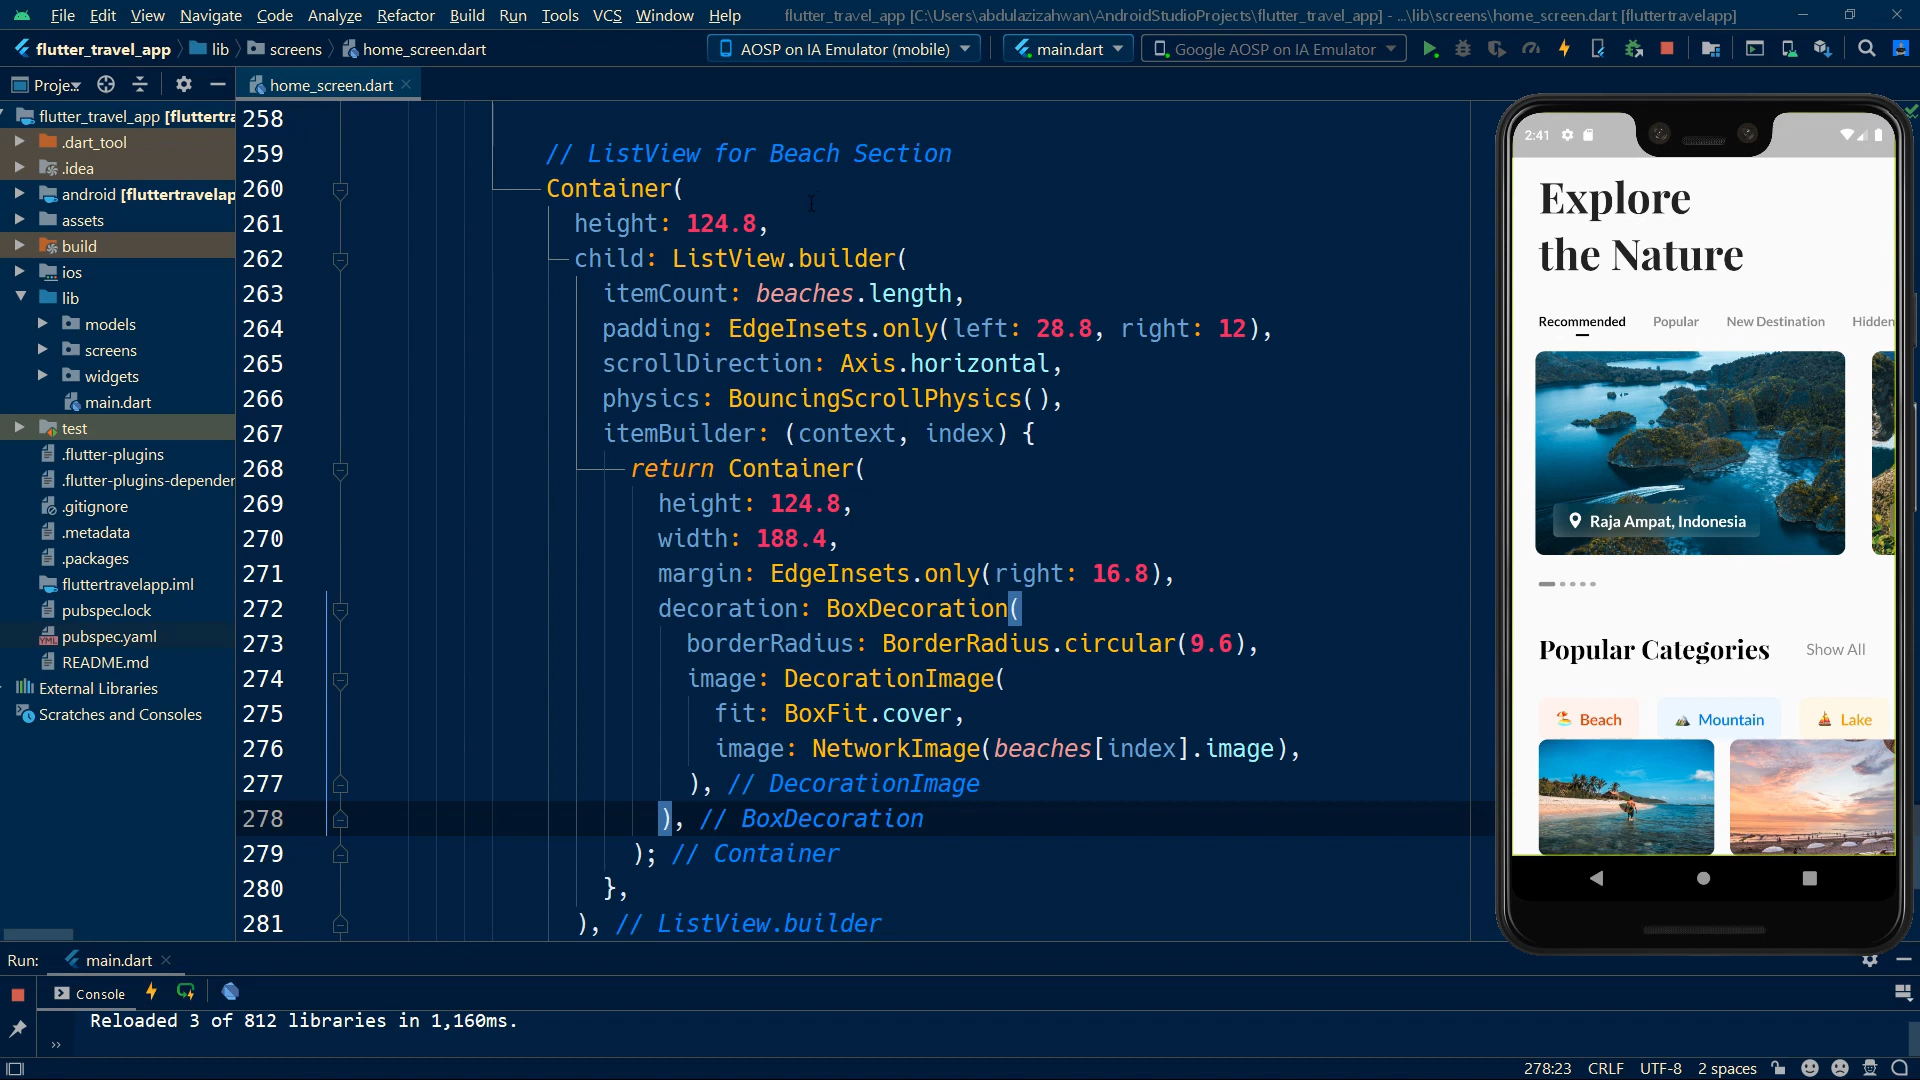 File Edit View Navigate Code Analyze Refactor Build Run Tools VCS Window Help flutter_travel_app [C:\Users\abdulazizahwan\AndroidStudioProjects\flutter_travel_app] - ...\lib\screens\home_screen.dart [fluttertravelapp]
flutter_travel_app lib screens home_screen.dart AOSP on IA Emulator (mobile) main.dart Google AOSP on IA Emulator
Proje... home_screen.dart
flutter_travel_app [fluttertra
.dart_tool
.idea
android [fluttertravelap
assets
build
ios
lib
models
screens
widgets
main.dart
test
.flutter-plugins
.flutter-plugins-depender
.gitignore
.metadata
.packages
fluttertravelapp.iml
pubspec.lock
pubspec.yaml
README.md
External Libraries
Scratches and Consoles
258
259 // ListView for Beach Section
260 Container(
261 height: 124.8,
262 child: ListView.builder(
263 itemCount: beaches.length,
264 padding: EdgeInsets.only(left: 28.8, right: 12),
265 scrollDirection: Axis.horizontal,
266 physics: BouncingScrollPhysics(),
267 itemBuilder: (context, index) {
268 return Container(
269 height: 124.8,
270 width: 188.4,
271 margin: EdgeInsets.only(right: 16.8),
272 decoration: BoxDecoration(
273 borderRadius: BorderRadius.circular(9.6),
274 image: DecorationImage(
275 fit: BoxFit.cover,
276 image: NetworkImage(beaches[index].image),
277 ), // DecorationImage
278 ), // BoxDecoration
279 ); // Container
280 },
281 ), // ListView.builder
2:41
Explore
the Nature
Recommended Popular New Destination Hidden
Raja Ampat, Indonesia
Popular Categories Show All
Beach Mountain Lake
Run: main.dart
Console
Reloaded 3 of 812 libraries in 1,160ms.
278:23 CRLF UTF-8 2 spaces